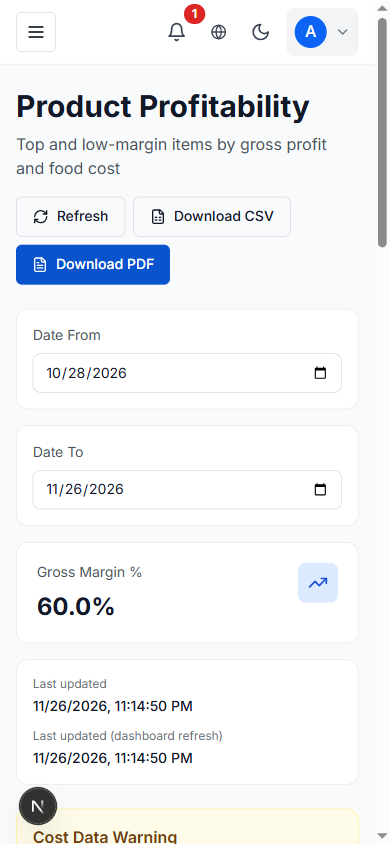 1
A
Product Profitability
Top and low-margin items by gross profit
and food cost
Refresh
Download CSV
Download PDF
Date From
10/28/2026
Date To
11/26/2026
Gross Margin %
60.0%
Last updated
11/26/2026, 11:14:50 PM
Last updated (dashboard refresh)
11/26/2026, 11:14:50 PM
N
Cost Data Warning